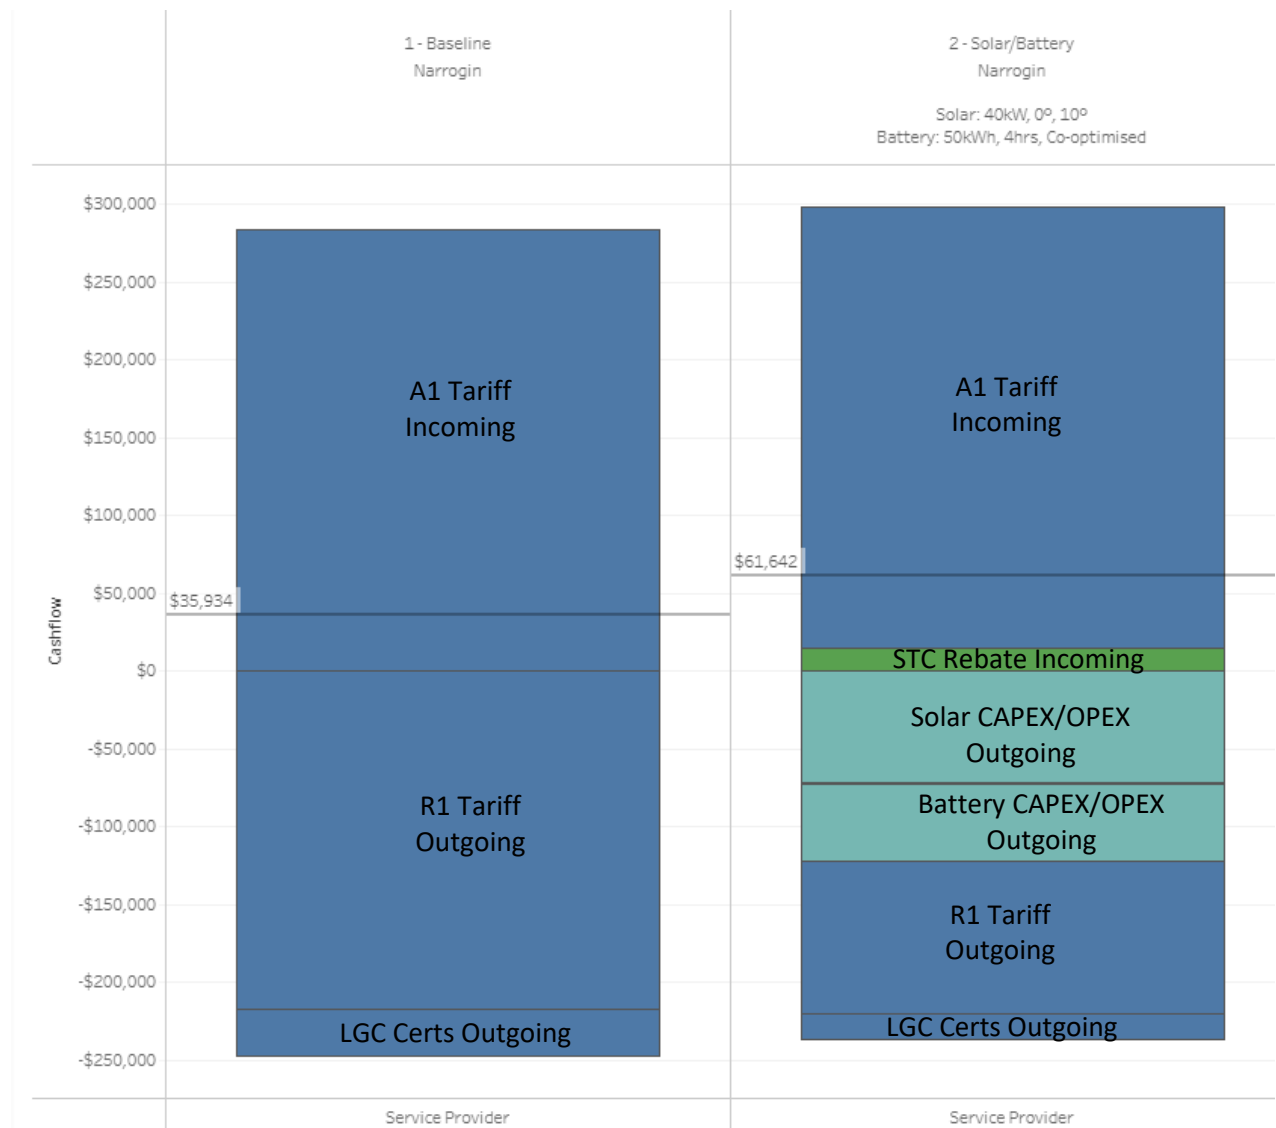 1 - Baseline
Narrogin
2 - Solar/Battery
Narrogin
Solar: 40kW, 0º, 10º
Battery: 50kWh, 4hrs, Co-optimised
Cashflow
$300,000
$250,000
$200,000
$150,000
$100,000
$50,000
$0
-$50,000
-$100,000
-$150,000
-$200,000
-$250,000
A1 Tariff
Incoming
$35,934
R1 Tariff
Outgoing
LGC Certs Outgoing
A1 Tariff
Incoming
$61,642
STC Rebate Incoming
Solar CAPEX/OPEX
Outgoing
Battery CAPEX/OPEX
Outgoing
R1 Tariff
Outgoing
LGC Certs Outgoing
Service Provider
Service Provider